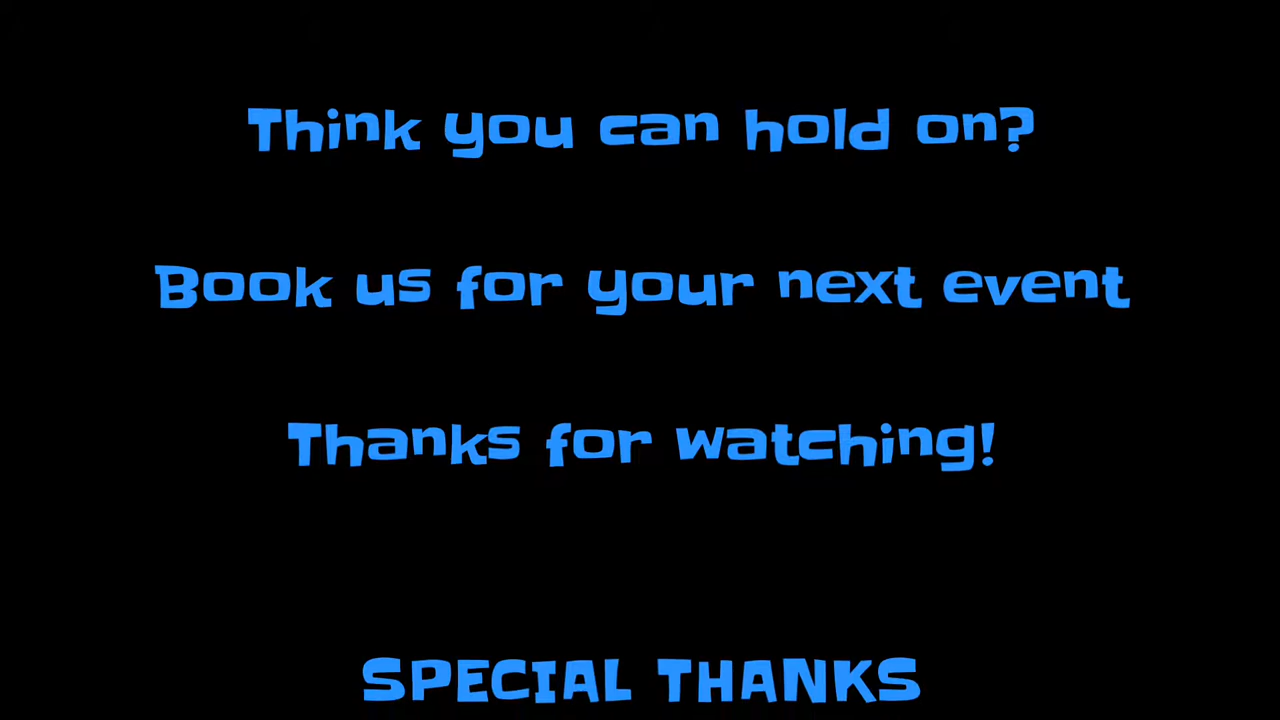 Think you can hold on?
Book us for your next event
Thanks for watching!
SPECIAL THANKS